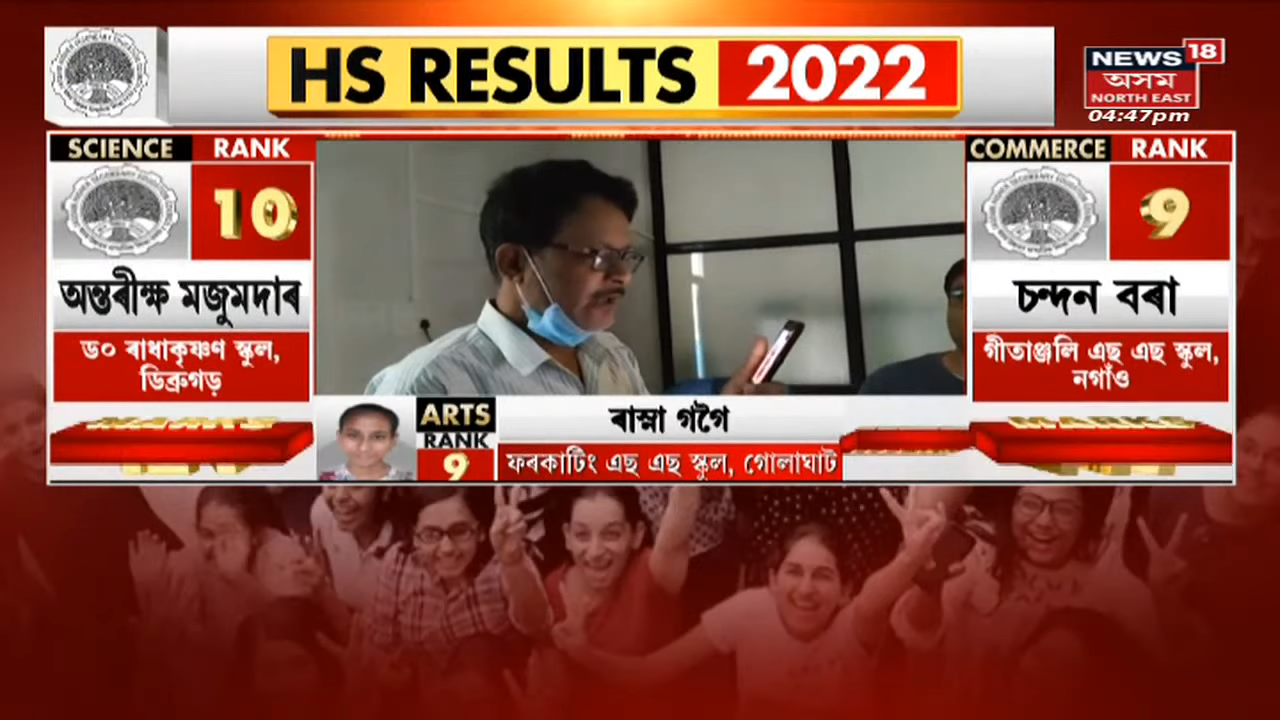 HS RESULTS 2022
NEWS 18
অসম
NORTH EAST
04:47pm
SCIENCE RANK
10
অন্তৰীক্ষ মজুমদাৰ
ড০ ৰাধাকৃষ্ণণ স্কুল,
ডিব্ৰুগড়
COMMERCE RANK
9
চন্দন বৰা
গীতাঞ্জলি এছ এছ স্কুল,
নগাঁও
ARTS
RANK
9
ৰাস্না গগৈ
ফৰকাটিং এছ এছ স্কুল, গোলাঘাট